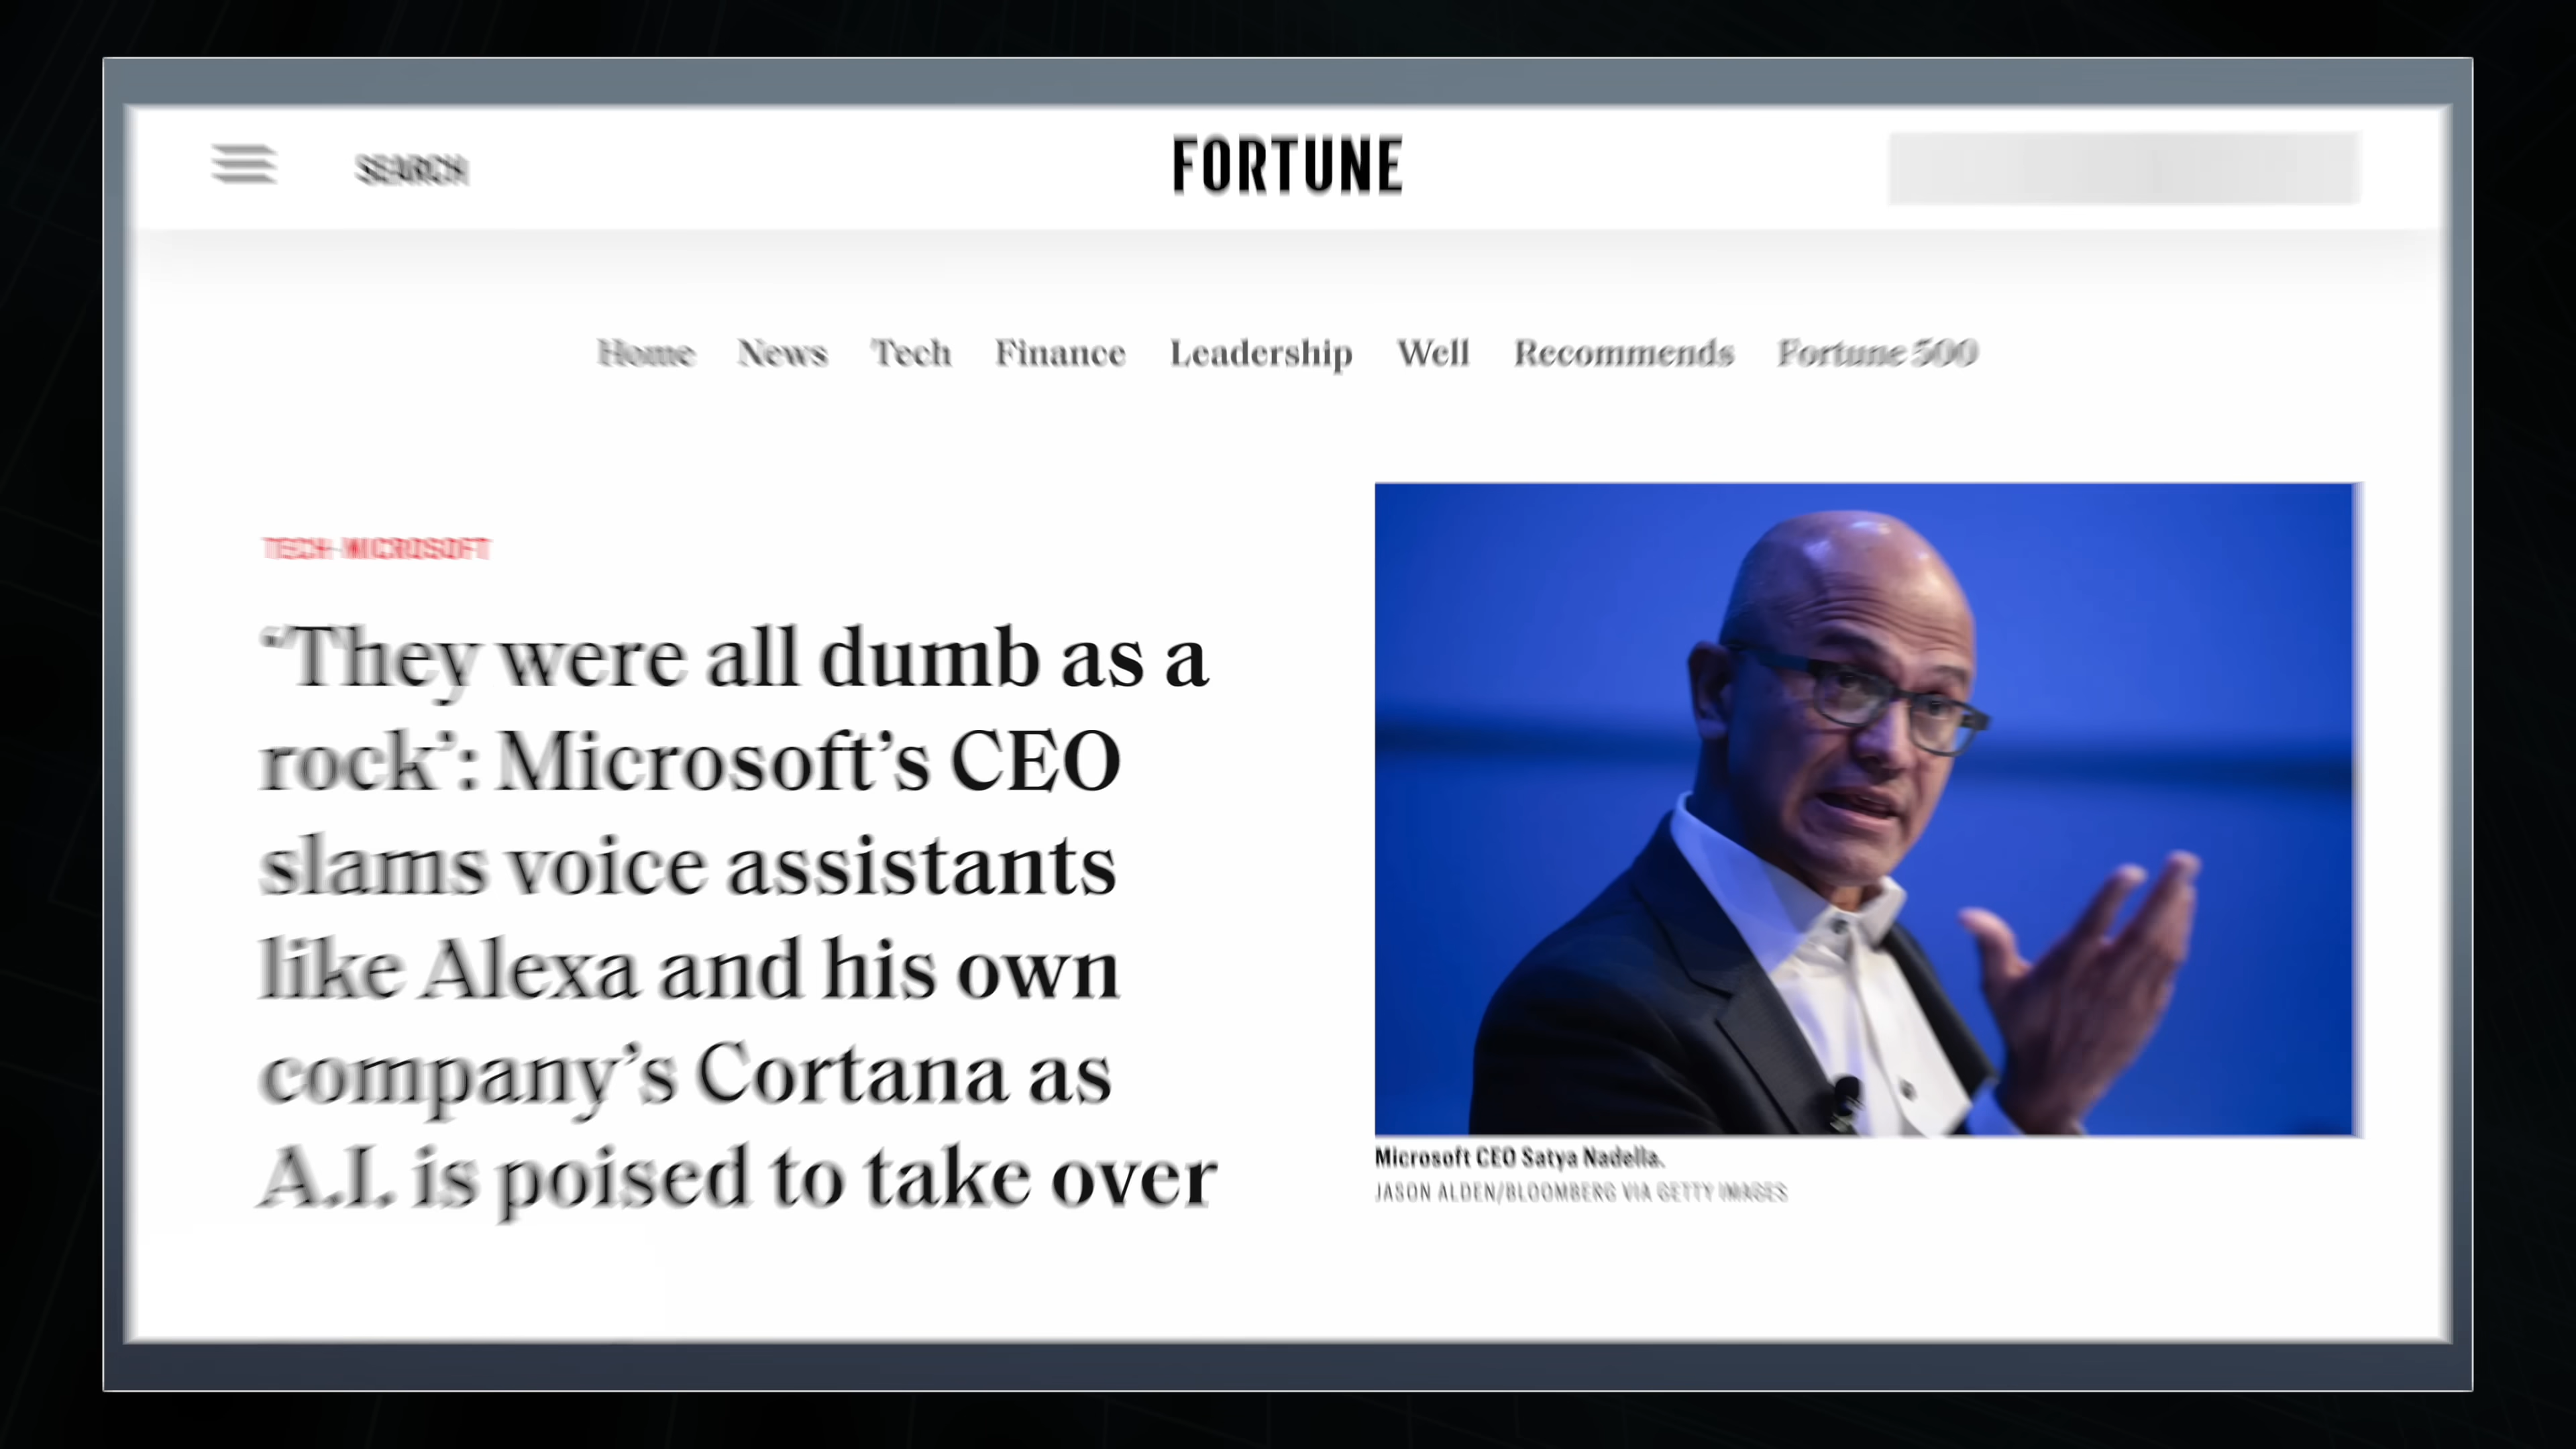 SEARCH
FORTUNE
Home News Tech Finance Leadership Well Recommends Fortune 500
TECH·MICROSOFT
‘They were all dumb as a
rock’: Microsoft’s CEO
slams voice assistants
like Alexa and his own
company’s Cortana as
A.I. is poised to take over
Microsoft CEO Satya Nadella.
JASON ALDEN/BLOOMBERG VIA GETTY IMAGES